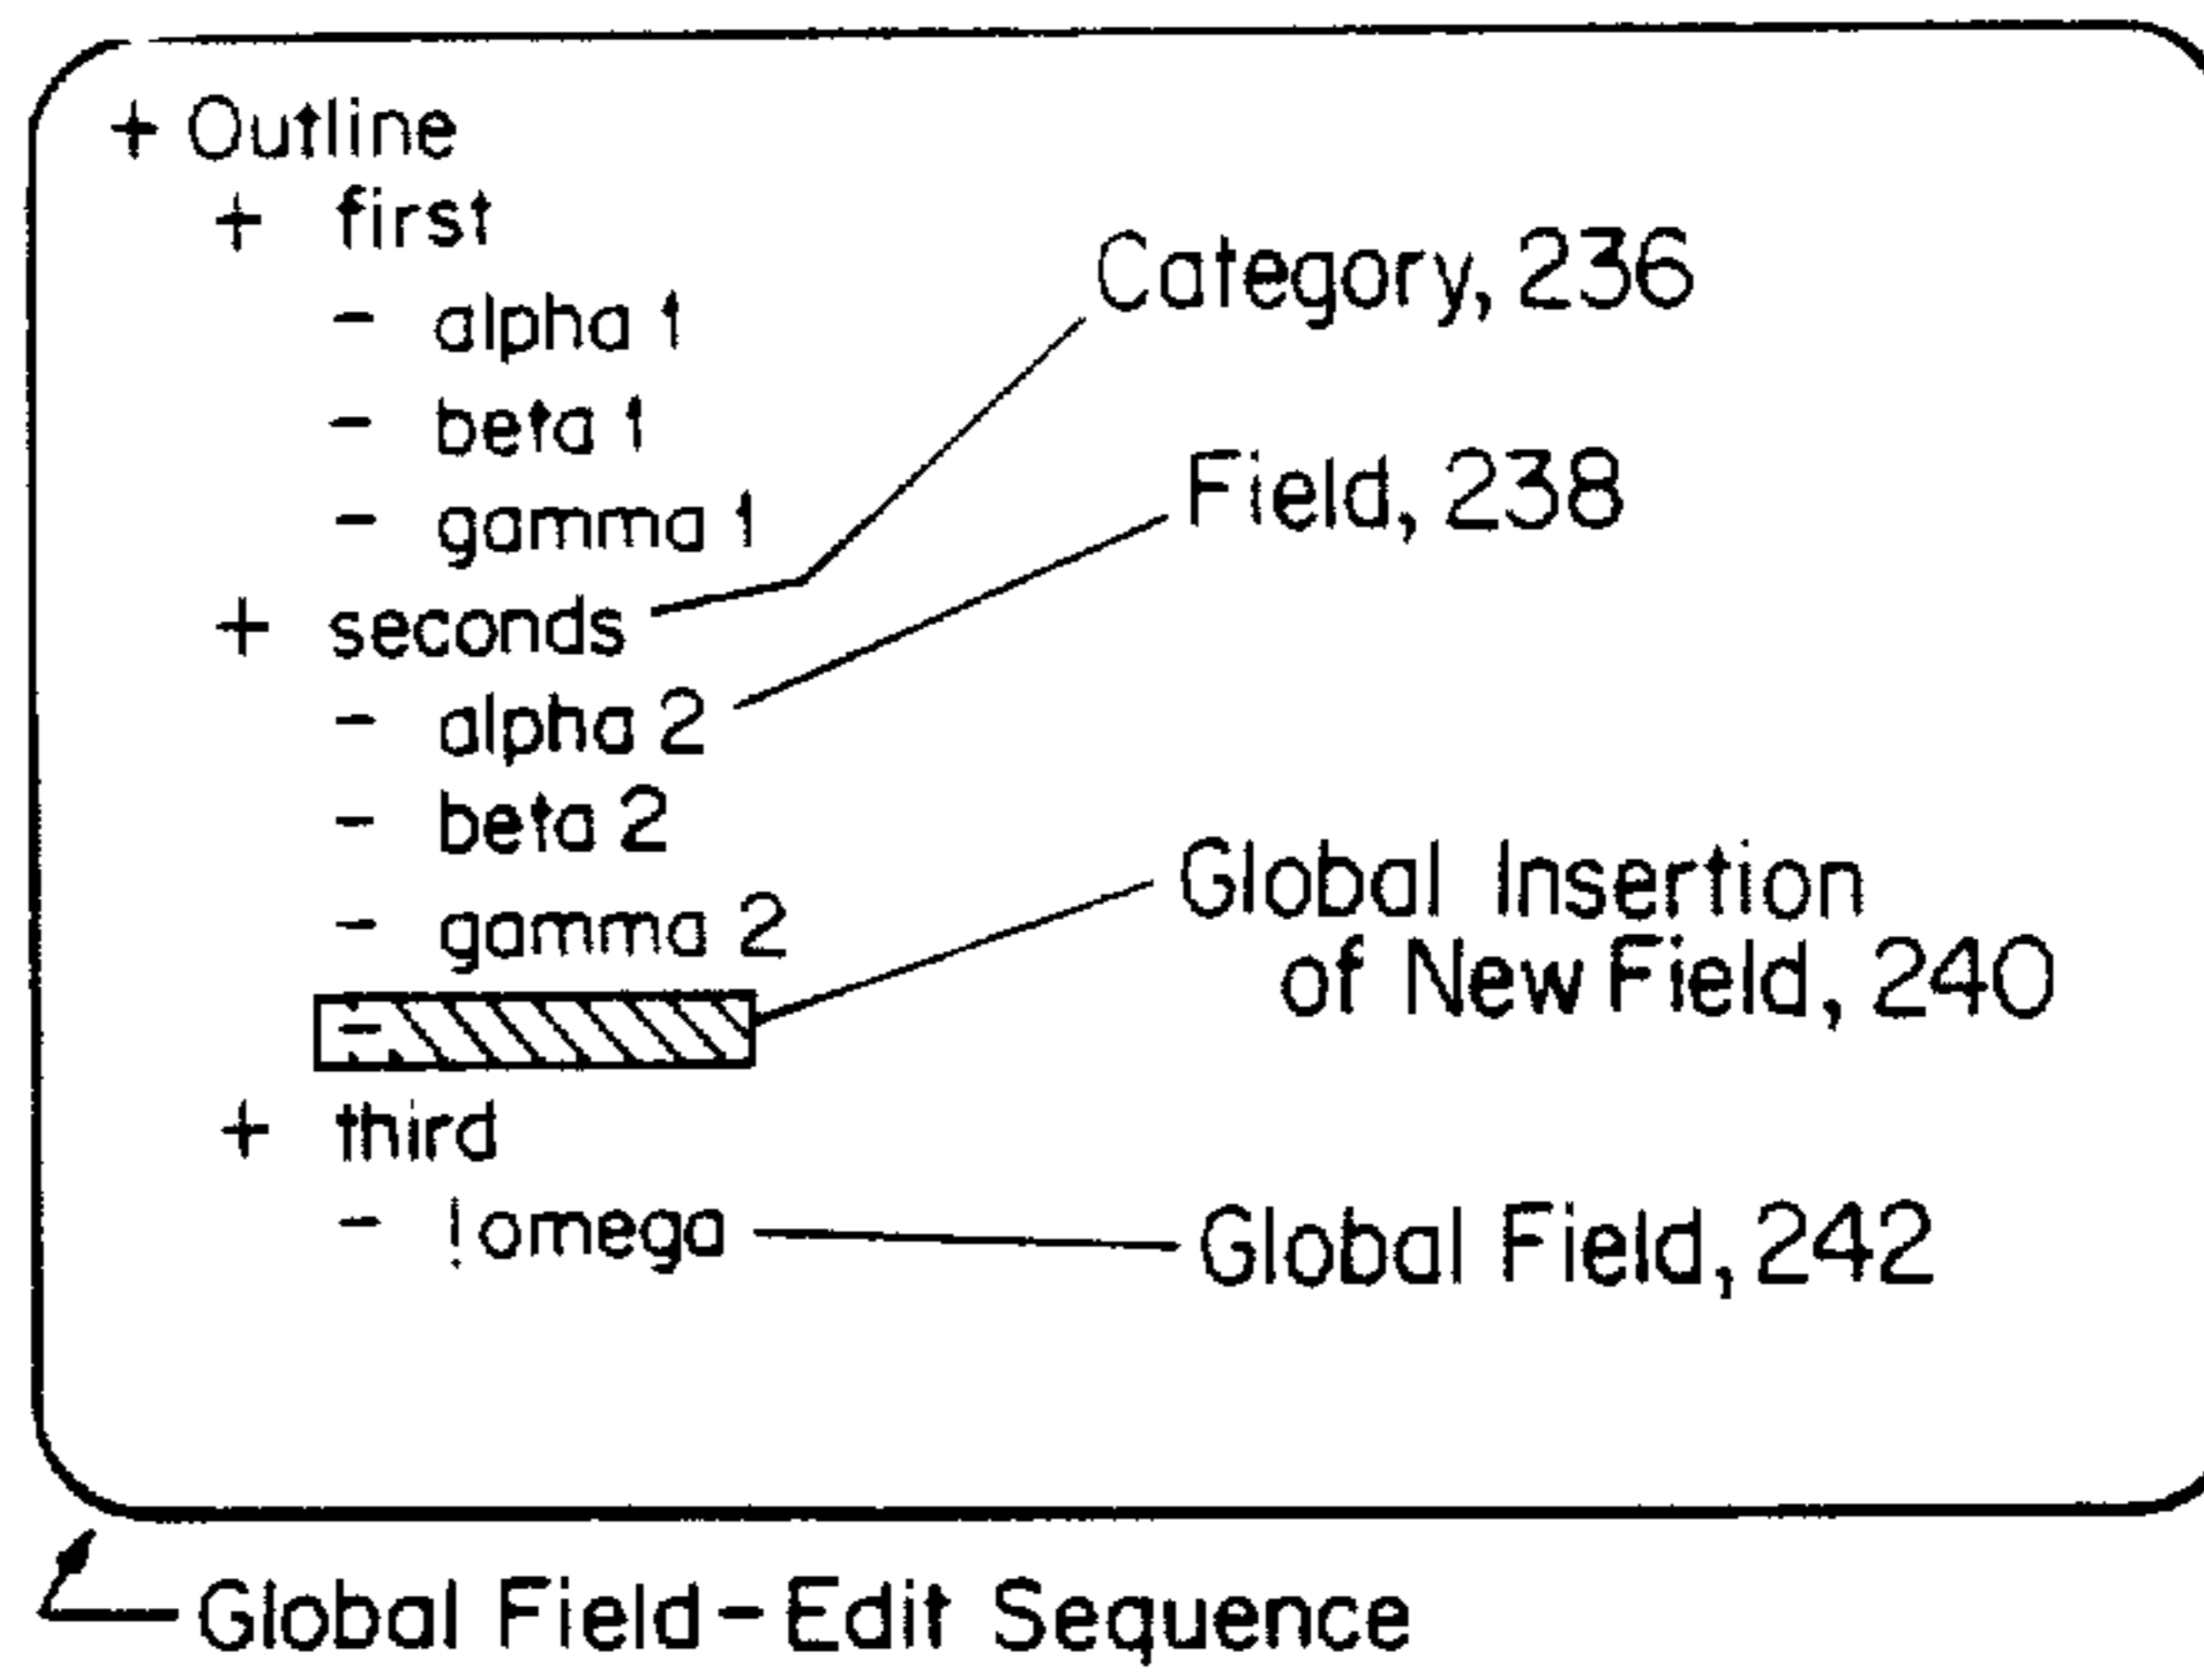 + Outline
+ first
- alpha 1
- beta 1
- gamma 1
+ seconds
- alpha 2
- beta 2
- gamma 2
-
+ third
- !omega
Category, 236
Field, 238
Global Insertion
of New Field, 240
Global Field, 242
Global Field-Edit Sequence